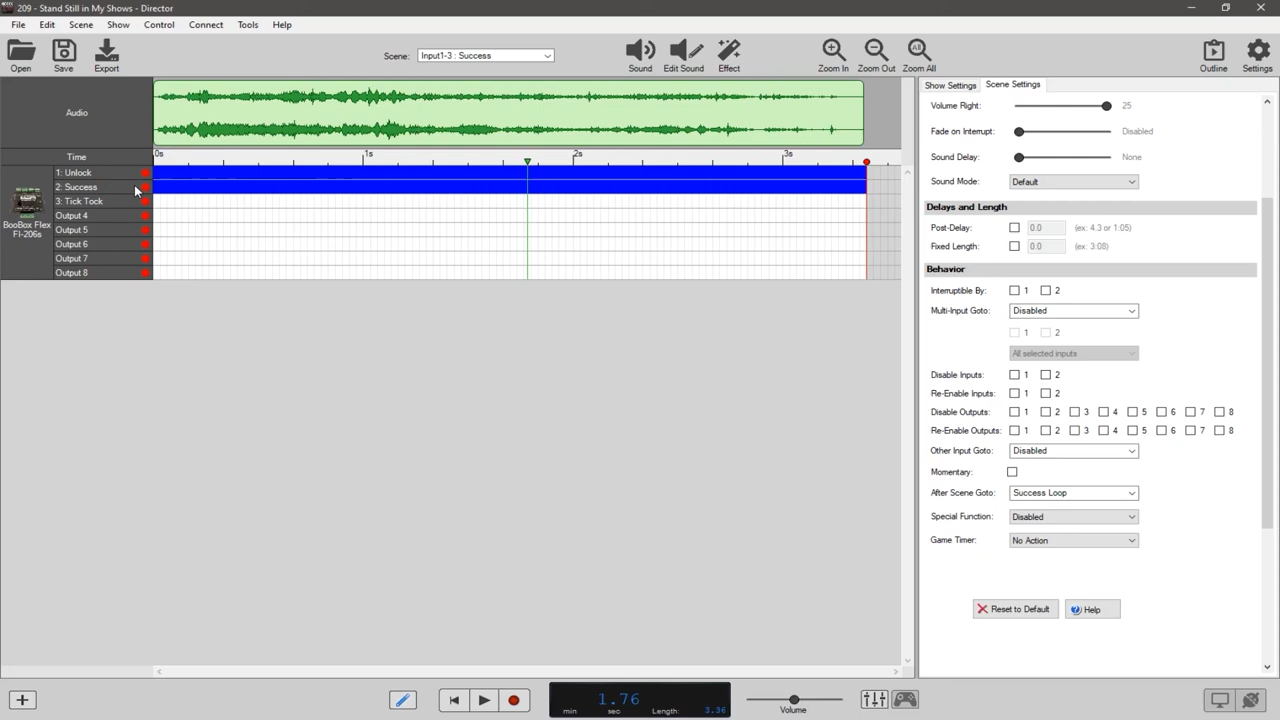 209 - Stand Still in My Shows - Director
File Edit Scene Show Control Connect Tools Help
Open Save Export Scene: Input1-3 : Success Sound Edit Sound Effect Zoom In Zoom Out All Zoom All Outline Settings
Audio
Time 0s 1s 2s 3s
BooBox Flex
FI-206s
1: Unlock
2: Success
3: Tick Tock
Output 4
Output 5
Output 6
Output 7
Output 8
Show Settings Scene Settings
Volume Right: 25
Fade on Interrupt: Disabled
Sound Delay: None
Sound Mode: Default
Delays and Length
Post-Delay: 0.0 (ex: 4.3 or 1:05)
Fixed Length: 0.0 (ex: 3:08)
Behavior
Interruptible By: 1 2
Multi-Input Goto: Disabled
1 2
All selected inputs
Disable Inputs: 1 2
Re-Enable Inputs: 1 2
Disable Outputs: 1 2 3 4 5 6 7 8
Re-Enable Outputs: 1 2 3 4 5 6 7 8
Other Input Goto: Disabled
Momentary:
After Scene Goto: Success Loop
Special Function: Disabled
Game Timer: No Action
Reset to Default Help
1.76
min sec Length: 3.36
Volume